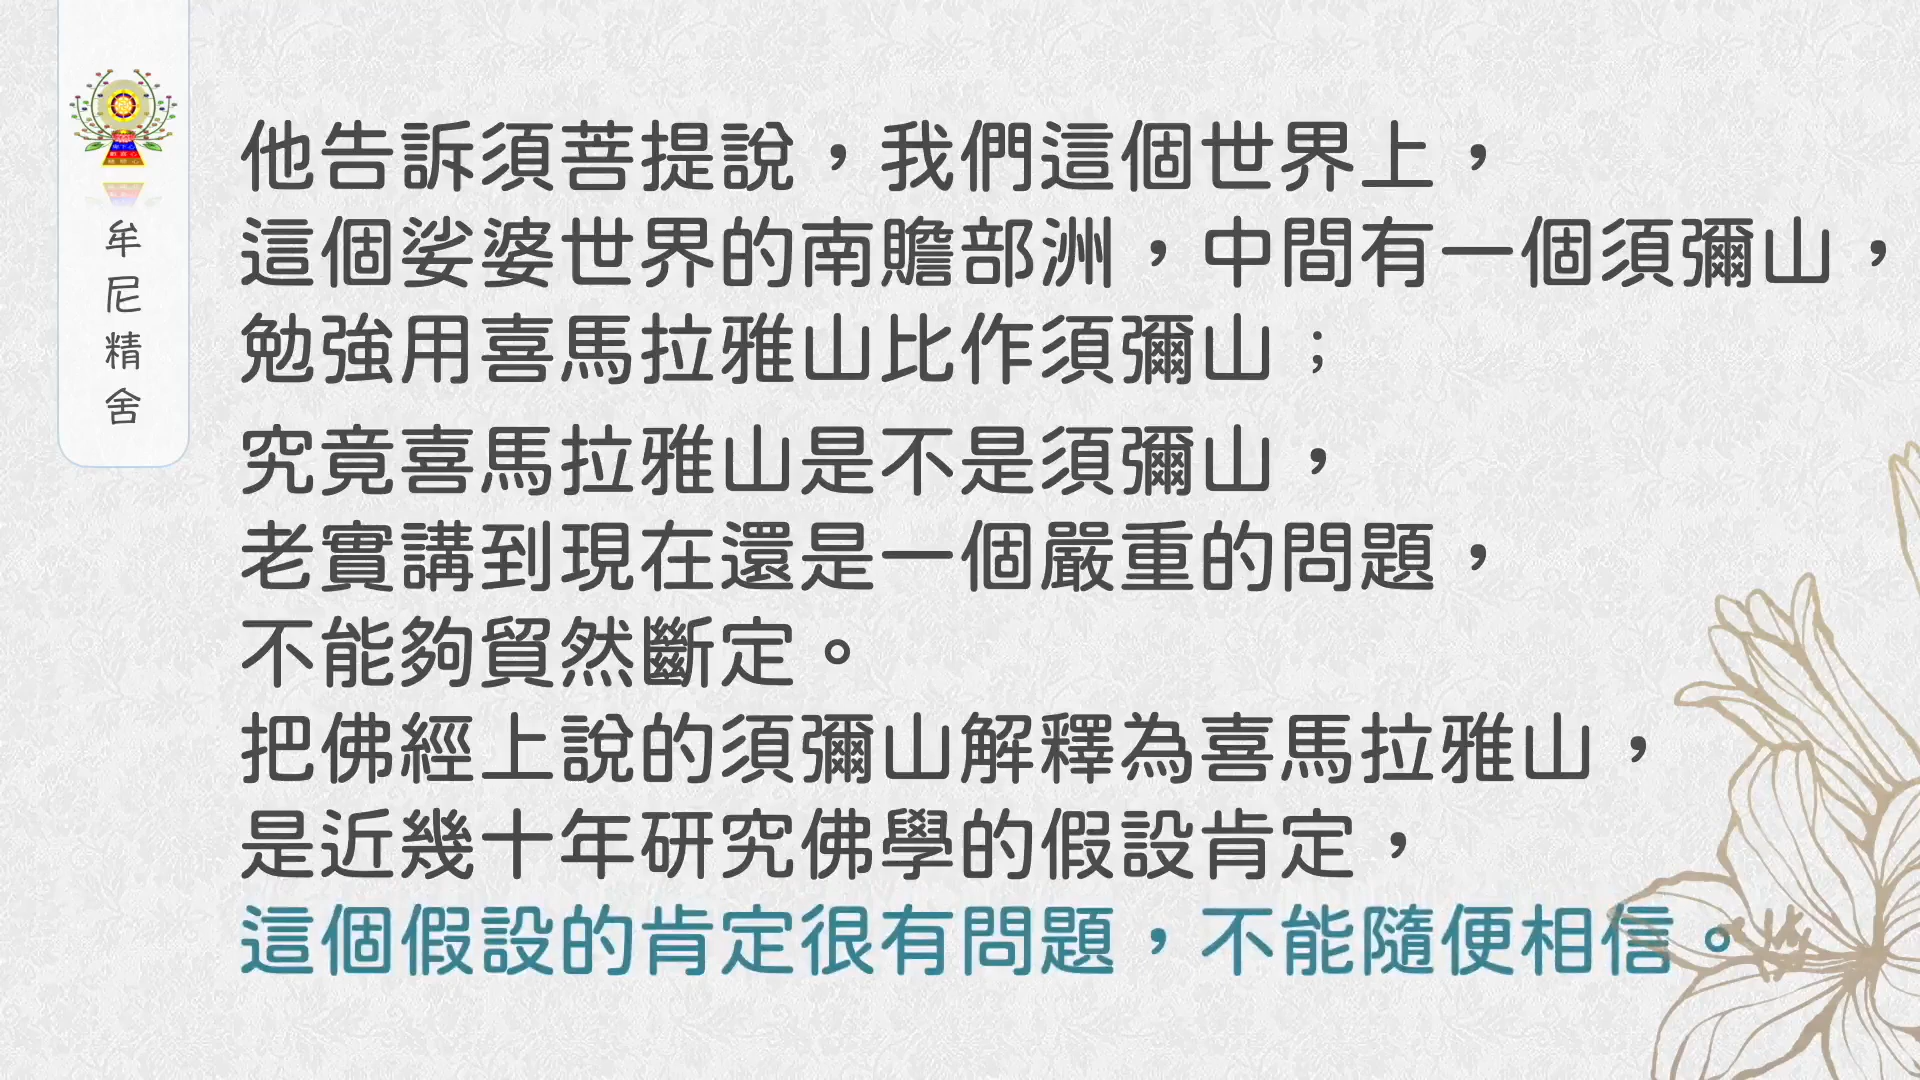 牟尼精舍
他告訴須菩提說，我們這個世界上，
這個娑婆世界的南贍部洲，中間有一個須彌山，
勉強用喜馬拉雅山比作須彌山；
究竟喜馬拉雅山是不是須彌山，
老實講到現在還是一個嚴重的問題，
不能夠貿然斷定。
把佛經上說的須彌山解釋為喜馬拉雅山，
是近幾十年研究佛學的假設肯定，
這個假設的肯定很有問題，不能隨便相信。